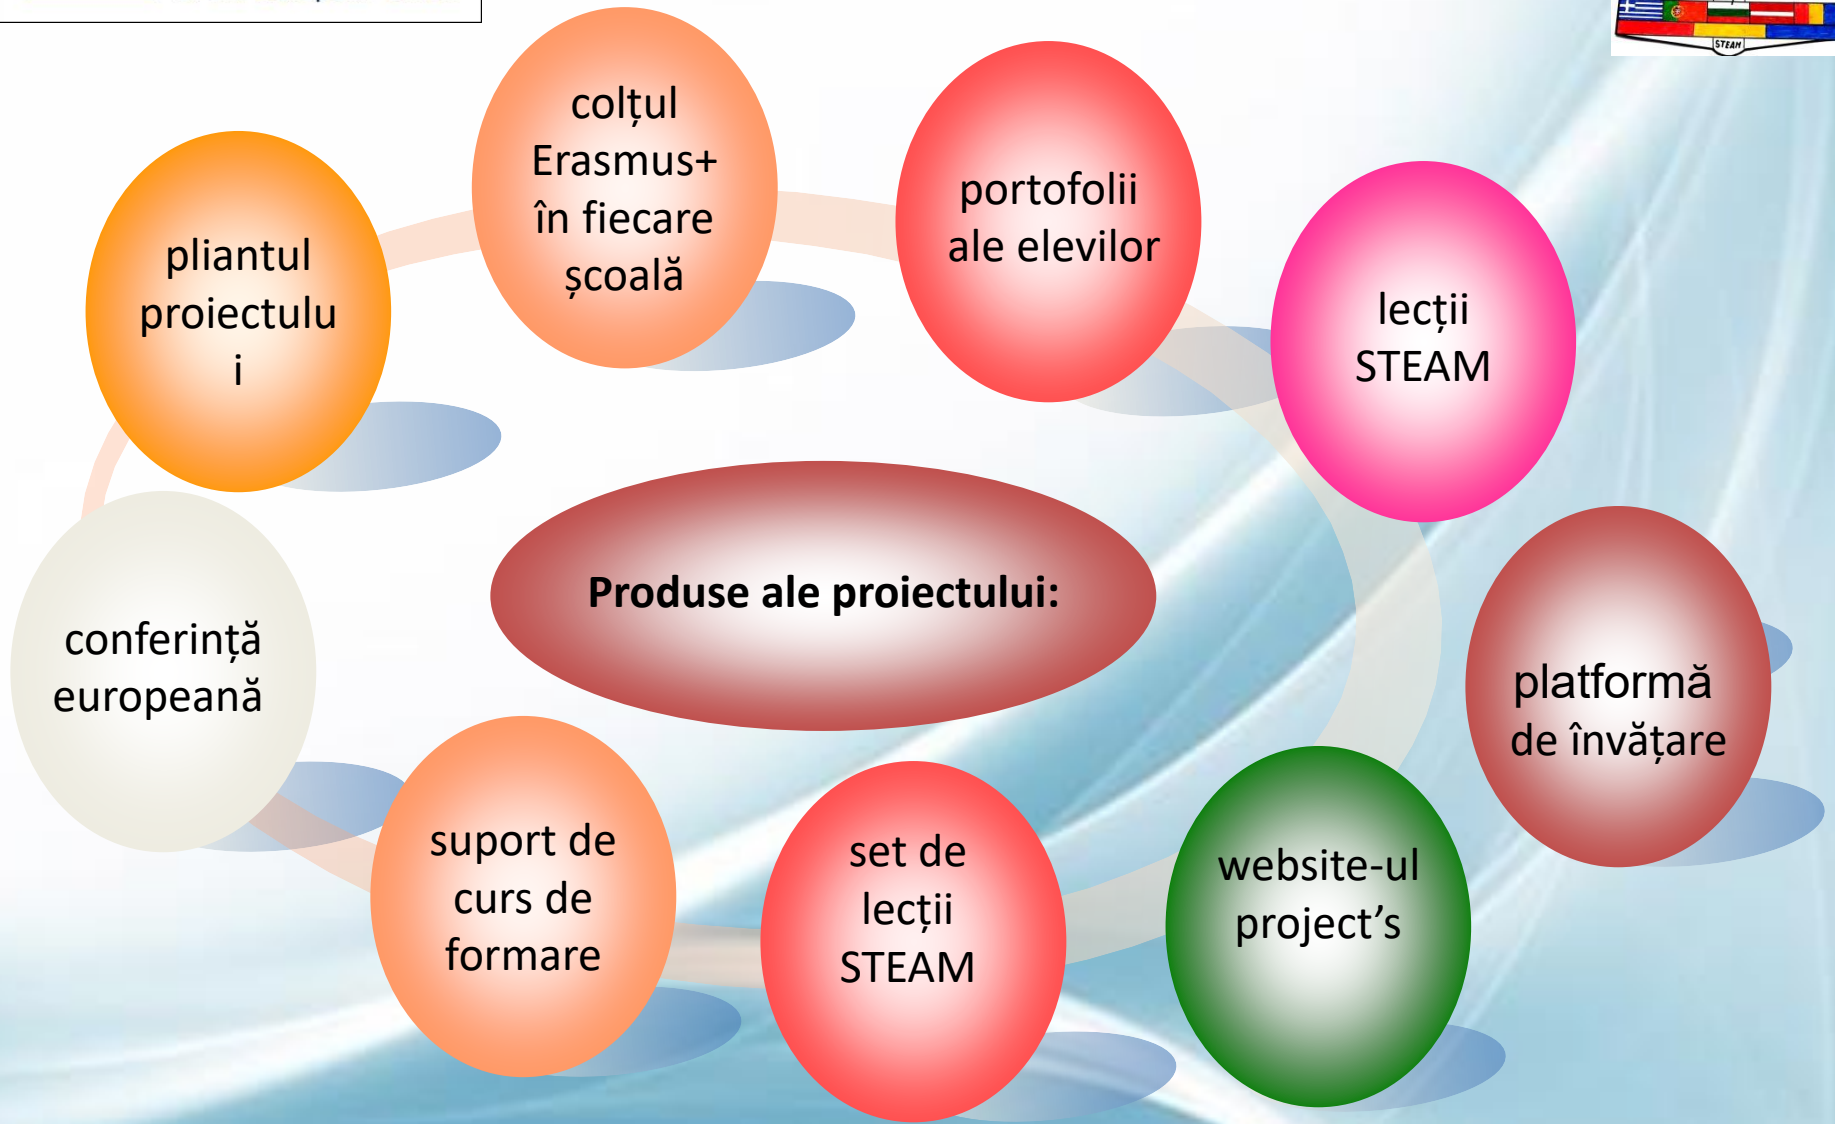 STEAM
colțul
Erasmus+
în fiecare
școală
pliantul
proiectulu
i
portofolii
ale elevilor
lecții
STEAM
Produse ale proiectului:
conferință
europeană
platformă
de învățare
suport de
curs de
formare
set de
lecții
STEAM
website-ul
project’s